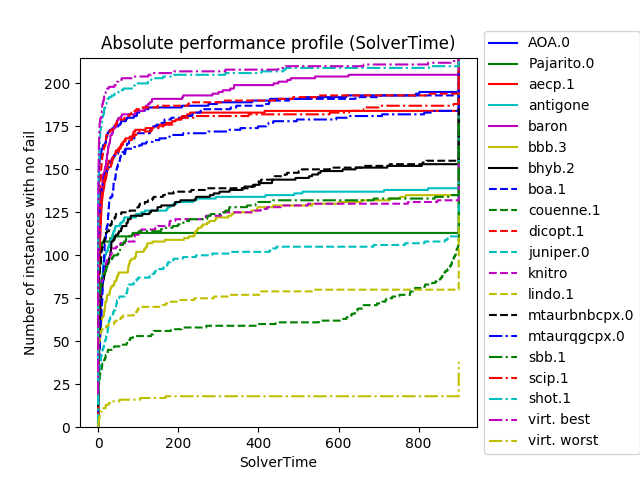 Absolute performance profile (SolverTime)
Number of instances with no fail
200
175
150
125
100
75
50
25
0
0
200
400
600
800
SolverTime
AOA.0
Pajarito.0
aecp.1
antigone
baron
bbb.3
bhyb.2
boa.1
couenne.1
dicopt.1
juniper.0
knitro
lindo.1
mtaurbnbcpx.0
mtaurqgcpx.0
sbb.1
scip.1
shot.1
virt. best
virt. worst